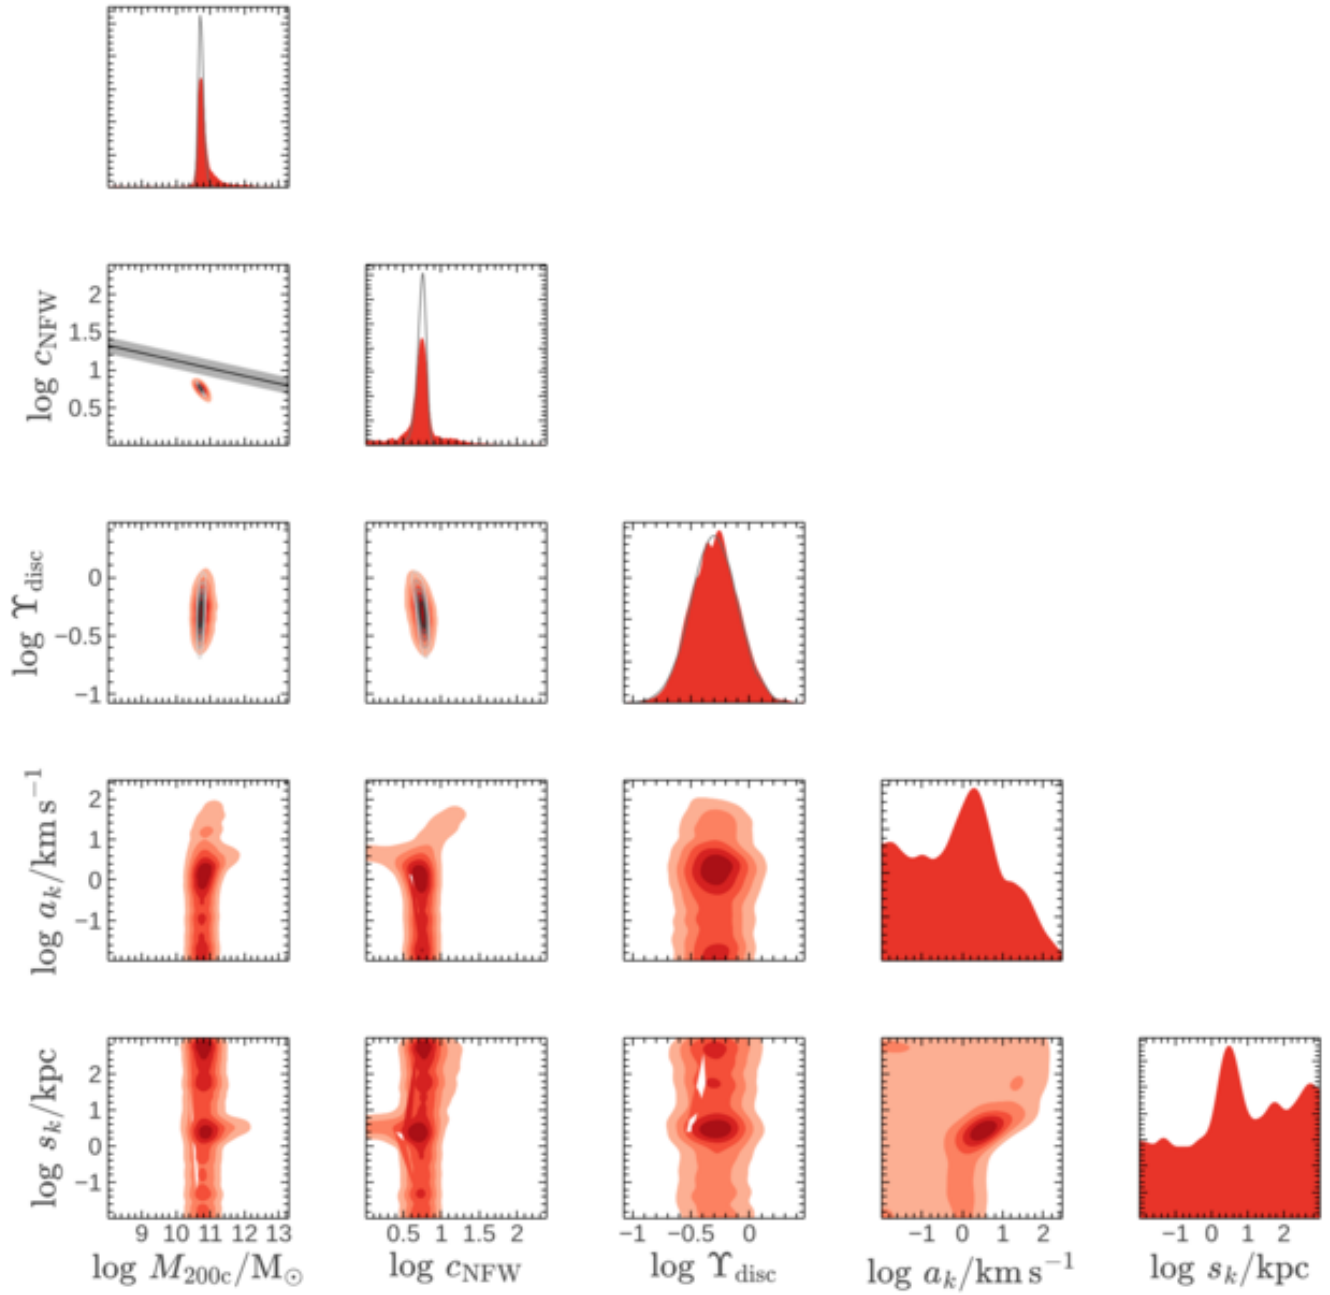 log c_NFW
2
1.5
1
0.5
log ϒ_disc
0
−0.5
−1
log a_k/km s⁻¹
2
1
0
−1
log s_k/kpc
2
1
0
−1
9 10 11 12 13
0.5 1 1.5 2
−1 −0.5 0
−1 0 1 2
−1 0 1 2
log M_200c/M_⊙
log c_NFW
log ϒ_disc
log a_k/km s⁻¹
log s_k/kpc